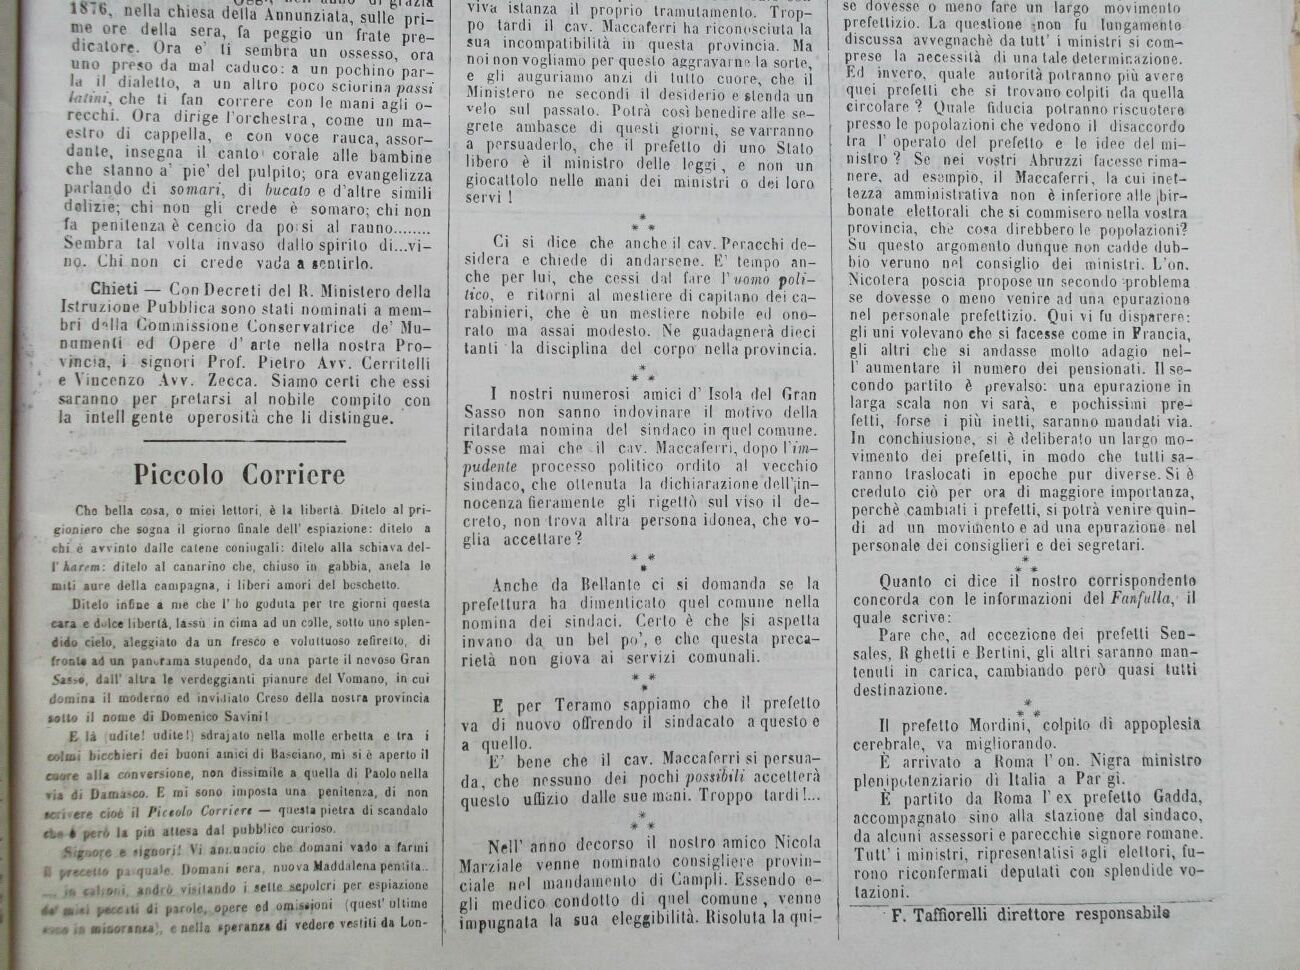 Oggi, nell'anno di grazia
1876, nella chiesa della Annunziata, sulle pri-
me ore della sera, fa peggio un frate pre-
dicatore. Ora e' ti sembra un ossesso, ora
uno preso da mal caduco: a un pochino par-
la il dialetto, a un altro poco sciorina passi
latini, che ti fan correre con le mani agli o-
recchi. Ora dirige l'orchestra, come un ma-
estro di cappella, e con voce rauca, assor-
dante, insegna il canto corale alle bambine
che stanno a' pie' del pulpito; ora evangelizza
parlando di somari, di bucato e d'altre simili
delizie; chi non gli crede è somaro; chi non
fa penitenza è cencio da porsi al ranno........
Sembra tal volta invaso dallo spirito di...vi-
no. Chi non ci crede vada a sentirlo.
Chieti — Con Decreti del R. Ministero della
Istruzione Pubblica sono stati nominati a mem-
bri della Commissione Conservatrice de' Mu-
numenti ed Opere d'arte nella nostra Pro-
vincia, i signori Prof. Pietro Avv. Cerritelli
e Vincenzo Avv. Zecca. Siamo certi che essi
saranno per pretarsi al nobile compito con
la intell gente operosità che li distingue.
Piccolo Corriere
Che bella cosa, o miei lettori, è la libertà. Ditelo al pri-
gioniero che sogna il giorno finale dell'espiazione: ditelo a
chi è avvinto dalle catene coniugali: ditelo alla schiava del-
l'harem: ditelo al canarino che, chiuso in gabbia, anela le
miti aure della campagna, i liberi amori del boschetto.
Ditelo infine a me che l'ho goduta per tre giorni questa
cara e dolce libertà, lassù in cima ad un colle, sotto uno splen-
dido cielo, aleggiato da un fresco e voluttuoso zefiretto, di
fronte ad un panorama stupendo, da una parte il nevoso Gran
Sasso, dall'altra le verdeggianti pianure del Vomano, in cui
domina il moderno ed invidiato Creso della nostra provincia
sotto il nome di Domenico Savini!
E là (udite! udite!) sdrajato nella molle erbetta e tra i
colmi bicchieri dei buoni amici di Basciano, mi si è aperto il
cuore alla conversione, non dissimile a quella di Paolo nella
via di Damasco. E mi sono imposta una penitenza, di non
scrivere cioè il Piccolo Corriere — questa pietra di scandalo
che è però la più attesa dal pubblico curioso.
Signore e signori! Vi annuncio che domani vado a farmi
il precetto pasquale. Domani sera, nuova Maddalena pentita..
.... in calzoni, andrò visitando i sette sepolcri per espiazione
de' miei peccati di parole, opere ed omissioni (quest'ultime
sono in minoranza), e nella speranza di vedere vestiti da Lon-
viva istanza il proprio tramutamento. Trop-
po tardi il cav. Maccaferri ha riconosciuta la
sua incompatibilità in questa provincia. Ma
noi non vogliamo per questo aggravarne la sorte,
e gli auguriamo anzi di tutto cuore, che il
Ministero ne secondi il desiderio e stenda un
velo sul passato. Potrà così benedire alle se-
grete ambasce di questi giorni, se varranno
a persuaderlo, che il prefetto di uno Stato
libero è il ministro delle leggi, e non un
giocattolo nelle mani dei ministri o dei loro
servi!
*
* *
Ci si dice che anche il cav. Peracchi de-
sidera e chiede di andarsene. E' tempo an-
che per lui, che cessi dal fare l'uomo poli-
tico, e ritorni al mestiere di capitano dei ca-
rabinieri, che è un mestiere nobile ed ono-
rato ma assai modesto. Ne guadagnerà dieci
tanti la disciplina del corpo nella provincia.
*
* *
I nostri numerosi amici d'Isola del Gran
Sasso non sanno indovinare il motivo della
ritardata nomina del sindaco in quel comune.
Fosse mai che il cav. Maccaferri, dopo l'im-
pudente processo politico ordito al vecchio
sindaco, che ottenuta la dichiarazione dell'in-
nocenza fieramente gli rigettò sul viso il de-
creto, non trova altra persona idonea, che vo-
glia accettare?
* *
*
Anche da Bellante ci si domanda se la
prefettura ha dimenticato quel comune nella
nomina dei sindaci. Certo è che si aspetta
invano da un bel po', e che questa preca-
rietà non giova ai servizi comunali.
* *
*
E per Teramo sappiamo che il prefetto
va di nuovo offrendo il sindacato a questo e
a quello.
E' bene che il cav. Maccaferri si persua-
da, che nessuno dei pochi possibili accetterà
questo uffizio dalle sue mani. Troppo tardi!...
*
* *
Nell'anno decorso il nostro amico Nicola
Marziale venne nominato consigliere provin-
ciale nel mandamento di Campli. Essendo e-
gli medico condotto di quel comune, venne
impugnata la sua eleggibilità. Risoluta la qui-
se dovesse o meno fare un largo movimento
prefettizio. La questione non fu lungamento
discussa avvegnachè da tutt'i ministri si com-
prese la necessità di una tale determinazione.
Ed invero, quale autorità potranno più avere
quei prefetti che si trovano colpiti da quella
circolare? Quale fiducia potranno riscuotere
presso le popolazioni che vedono il disaccordo
tra l'operato del prefetto e le idee del mi-
nistro? Se nei vostri Abruzzi facesse rima-
nere, ad esempio, il Maccaferri, la cui inet-
tezza amministrativa non è inferiore alle bir-
bonate elettorali che si commisero nella vostra
provincia, che cosa direbbero le popolazioni?
Su questo argomento dunque non cadde dub-
bio veruno nel consiglio dei ministri. L'on.
Nicotera poscia propose un secondo problema
se dovesse o meno venire ad una epurazione
nel personale prefettizio. Qui vi fu disparere:
gli uni volevano che si facesse come in Francia,
gli altri che si andasse molto adagio nel-
l'aumentare il numero dei pensionati. Il se-
condo partito è prevalso: una epurazione in
larga scala non vi sarà, e pochissimi pre-
fetti, forse i più inetti, saranno mandati via.
In conchiusione, si è deliberato un largo mo-
vimento dei prefetti, in modo che tutti sa-
ranno traslocati in epoche pur diverse. Si è
creduto ciò per ora di maggiore importanza,
perchè cambiati i prefetti, si potrà venire quin-
di ad un movimento e ad una epurazione nel
personale dei consiglieri e dei segretari.
*
* *
Quanto ci dice il nostro corrispondente
concorda con le informazioni del Fanfulla, il
quale scrive:
Pare che, ad eccezione dei prefetti Sen-
sales, R ghetti e Bertini, gli altri saranno man-
tenuti in carica, cambiando però quasi tutti
destinazione.
*
* *
Il prefetto Mordini, colpito di appoplesia
cerebrale, va migliorando.
È arrivato a Roma l'on. Nigra ministro
plenipotenziario di Italia a Par gi.
È partito da Roma l'ex prefetto Gadda,
accompagnato sino alla stazione dal sindaco,
da alcuni assessori e parecchie signore romane.
Tutt'i ministri, ripresentatisi agli elettori, fu-
rono riconfermati deputati con splendide vo-
tazioni.
F. Taffiorelli direttore responsabile